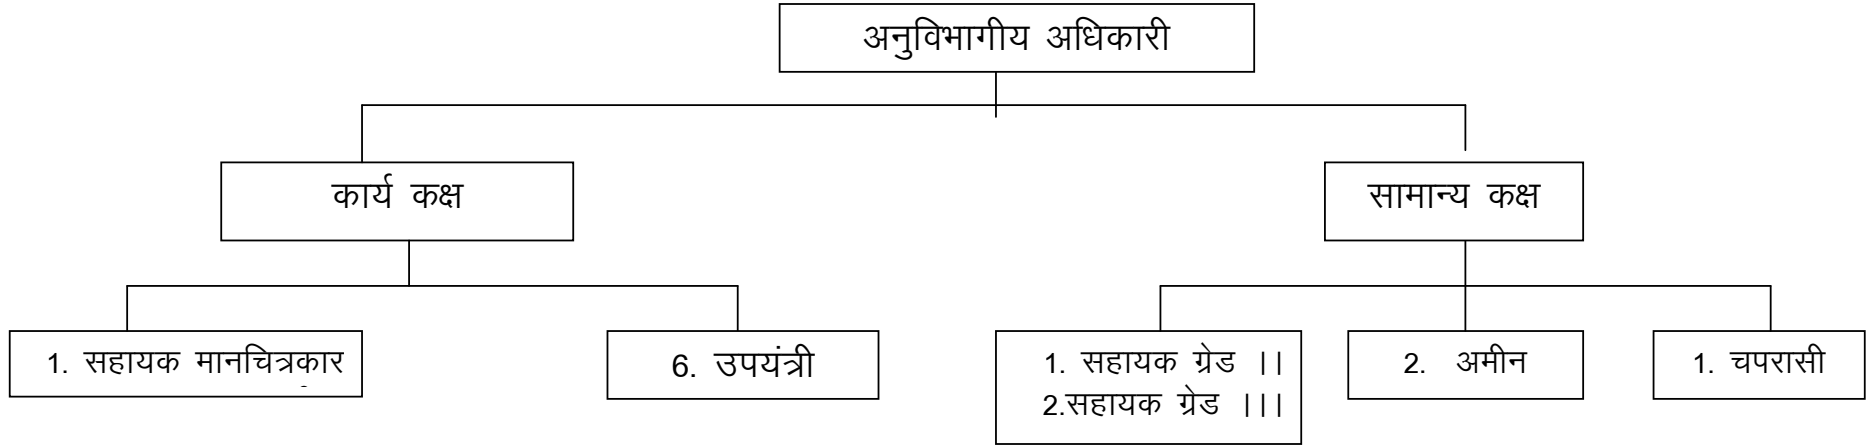 अनुविभागीय अधिकारी
कार्य कक्ष
सामान्य कक्ष
1. सहायक मानचित्रकार
6. उपयंत्री
1. सहायक ग्रेड ।।
2.सहायक ग्रेड ।।।
2. अमीन
1. चपरासी